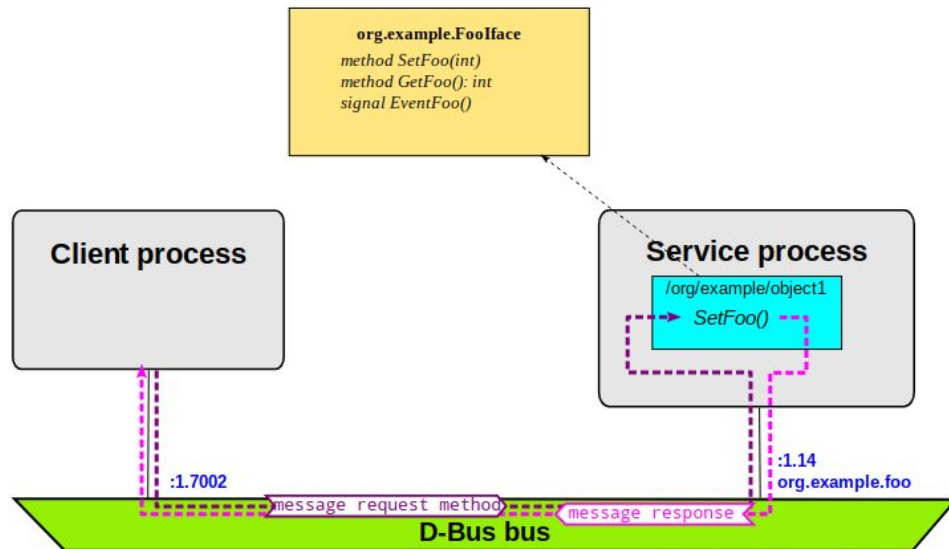 org.example.FooIface
method SetFoo(int)
method GetFoo(): int
signal EventFoo()
Client process
Service process
/org/example/object1
SetFoo()
:1.7002
:1.14
org.example.foo
message request method
message response
D-Bus bus